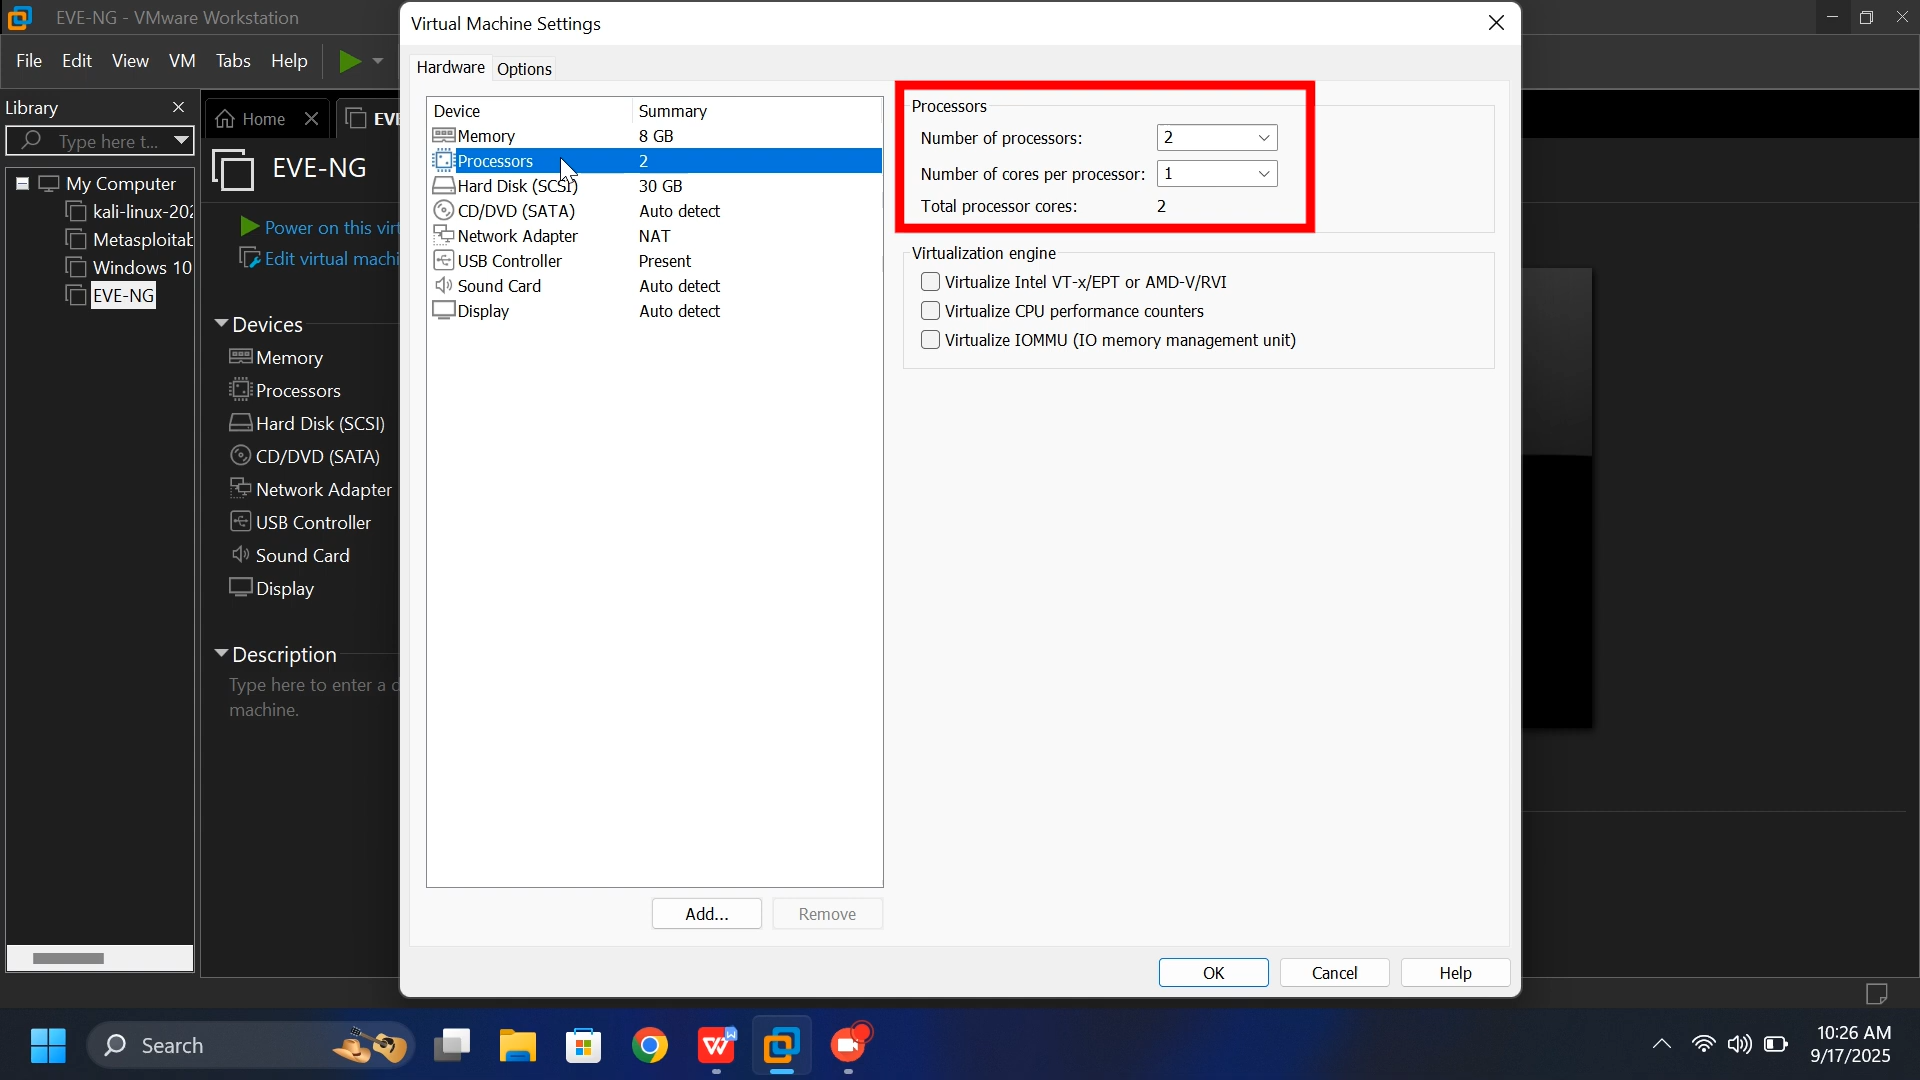 EVE-NG - VMware Workstation
File Edit View VM Tabs Help
Library
Type here t...
My Computer
kali-linux-202
Metasploitab
Windows 10
EVE-NG
Home
EVE
EVE-NG
Power on this virt
Edit virtual machi
Devices
Memory
Processors
Hard Disk (SCSI)
CD/DVD (SATA)
Network Adapter
USB Controller
Sound Card
Display
Description
Type here to enter a d
machine.
Virtual Machine Settings
Hardware Options
Device Summary
Memory 8 GB
Processors 2
Hard Disk (SCSI) 30 GB
CD/DVD (SATA) Auto detect
Network Adapter NAT
USB Controller Present
Sound Card Auto detect
Display Auto detect
Add... Remove
Processors
Number of processors: 2
Number of cores per processor: 1
Total processor cores: 2
Virtualization engine
Virtualize Intel VT-x/EPT or AMD-V/RVI
Virtualize CPU performance counters
Virtualize IOMMU (IO memory management unit)
OK Cancel Help
Search
10:26 AM
9/17/2025